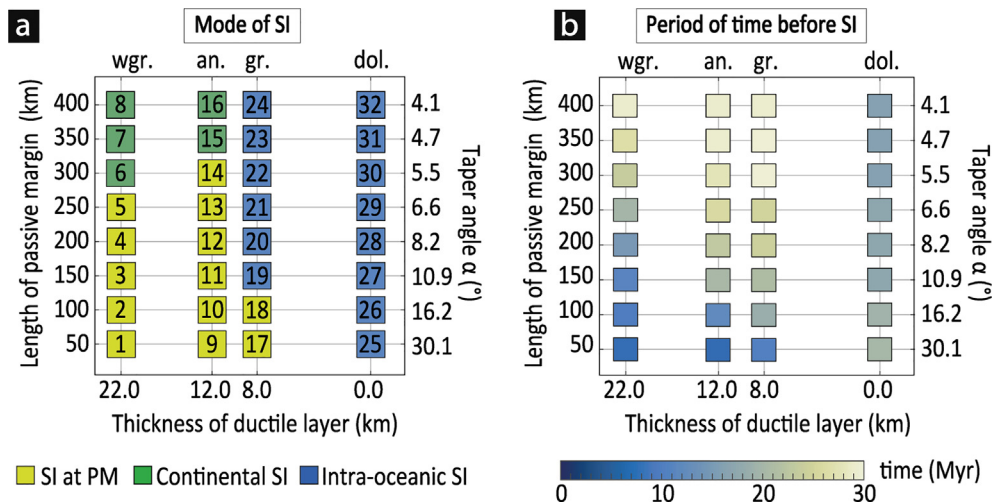 a
Mode of SI
wgr. an. gr. dol.
Length of passive margin (km)
400 8 16 24 32 4.1
350 7 15 23 31 4.7
300 6 14 22 30 5.5
250 5 13 21 29 6.6
200 4 12 20 28 8.2
150 3 11 19 27 10.9
100 2 10 18 26 16.2
50 1 9 17 25 30.1
Taper angle α (°)
22.0 12.0 8.0 0.0
Thickness of ductile layer (km)
SI at PM Continental SI Intra-oceanic SI
b
Period of time before SI
wgr. an. gr. dol.
Length of passive margin (km)
400 4.1
350 4.7
300 5.5
250 6.6
200 8.2
150 10.9
100 16.2
50 30.1
Taper angle α (°)
22.0 12.0 8.0 0.0
Thickness of ductile layer (km)
time (Myr)
0 10 20 30